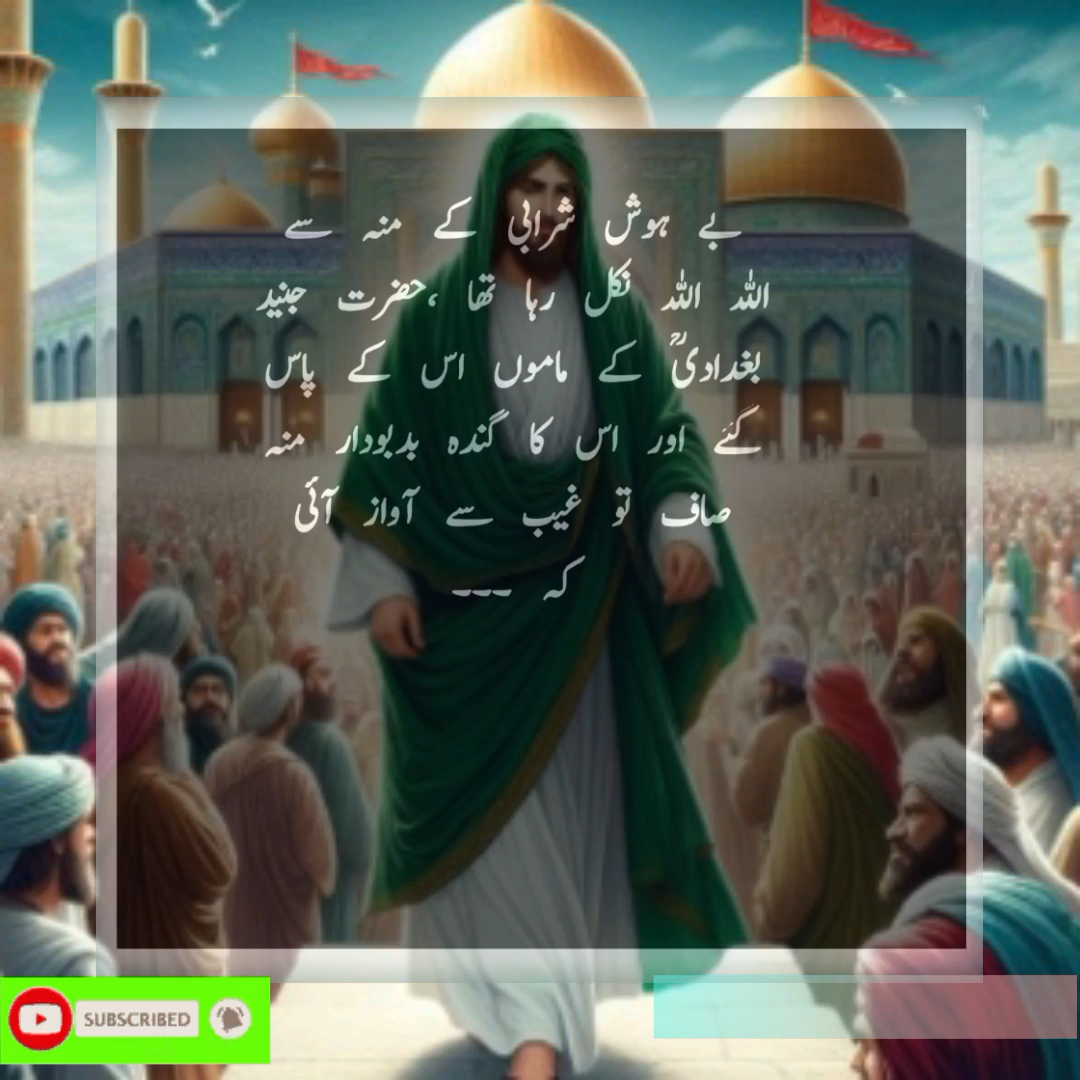 بے ہوش شرابی کے منہ سے
اللہ اللہ نکل رہا تھا ،حضرت جنید
بغدادیؒ کے ماموں اس کے پاس
گئے اور اس کا گندہ بدبودار منہ
صاف تو غیب سے آواز آئی
کہ ---
SUBSCRIBED